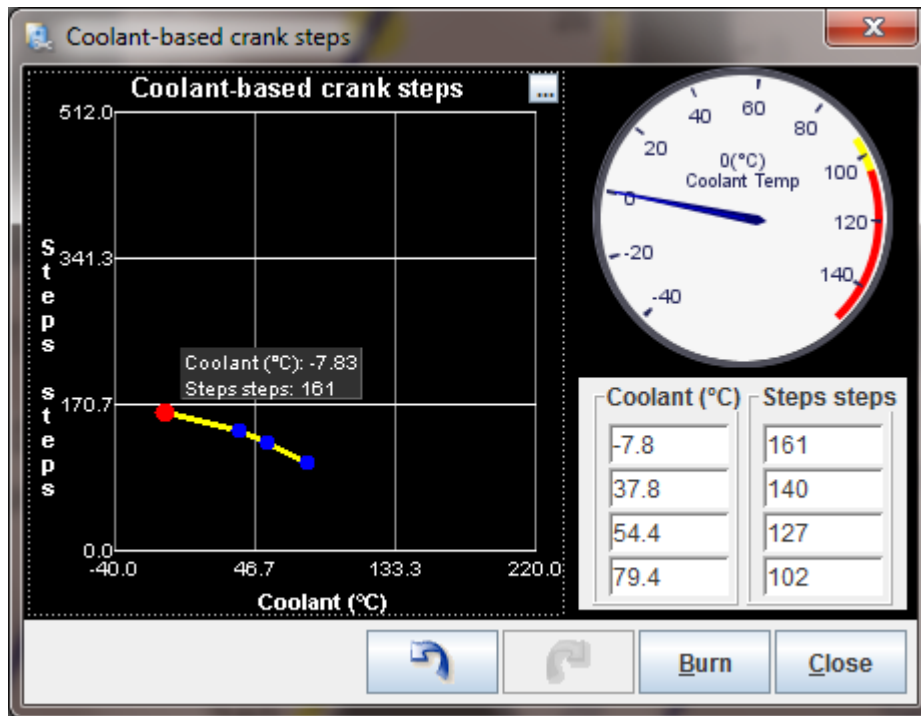 Coolant-based crank steps
Coolant-based crank steps
...
512.0
341.3
170.7
0.0
Steps steps
Coolant (°C): -7.83
Steps steps: 161
-40.0 46.7 133.3 220.0
Coolant (°C)
-40
-20
0
20
40
60
80
100
120
140
0(°C)
Coolant Temp
Coolant (°C) Steps steps
-7.8 161
37.8 140
54.4 127
79.4 102
Burn Close